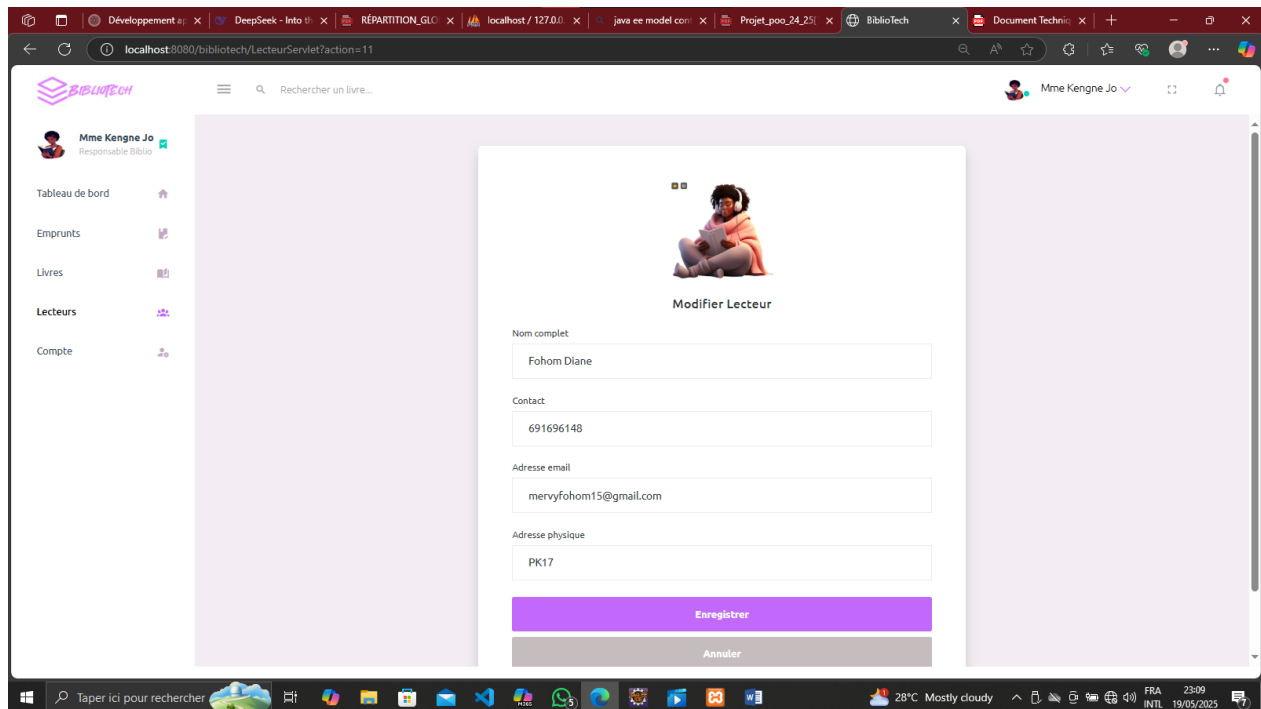 Développement ap
DeepSeek - Into th
RÉPARTITION_GLO
localhost / 127.0.0.
java ee model cont
Projet_poo_24_25(
BiblioTech
Document Techniq
localhost:8080/bibliotech/LecteurServlet?action=11
BIBLIOTECH
Rechercher un livre...
Mme Kengne Jo
Mme Kengne Jo
Responsable Biblio
Tableau de bord
Emprunts
Livres
Lecteurs
Compte
Modifier Lecteur
Nom complet
Fohom Diane
Contact
691696148
Adresse email
mervyfohom15@gmail.com
Adresse physique
PK17
Enregistrer
Annuler
Taper ici pour rechercher
28°C Mostly cloudy
FRA
INTL
23:09
19/05/2025